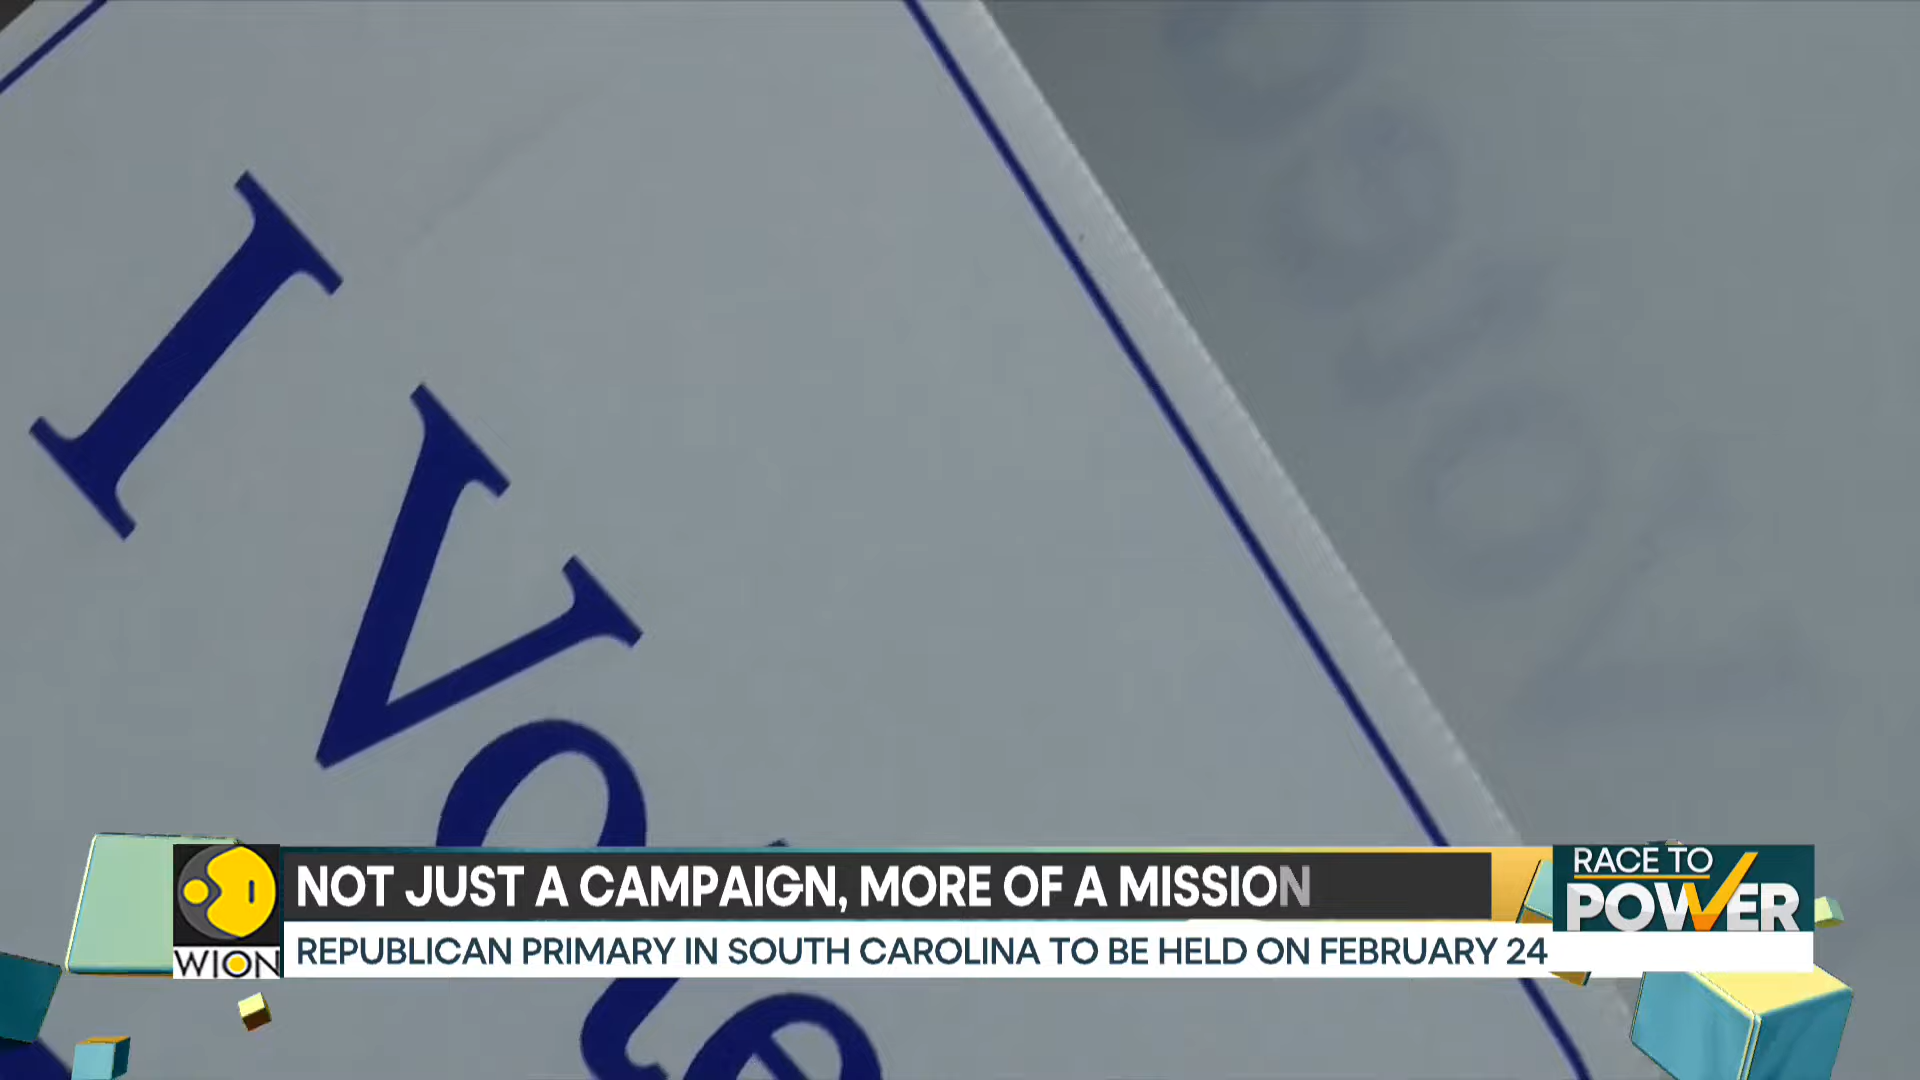 I Vote
NOT JUST A CAMPAIGN, MORE OF A MISSION
RACE TO
POWER
WION
REPUBLICAN PRIMARY IN SOUTH CAROLINA TO BE HELD ON FEBRUARY 24